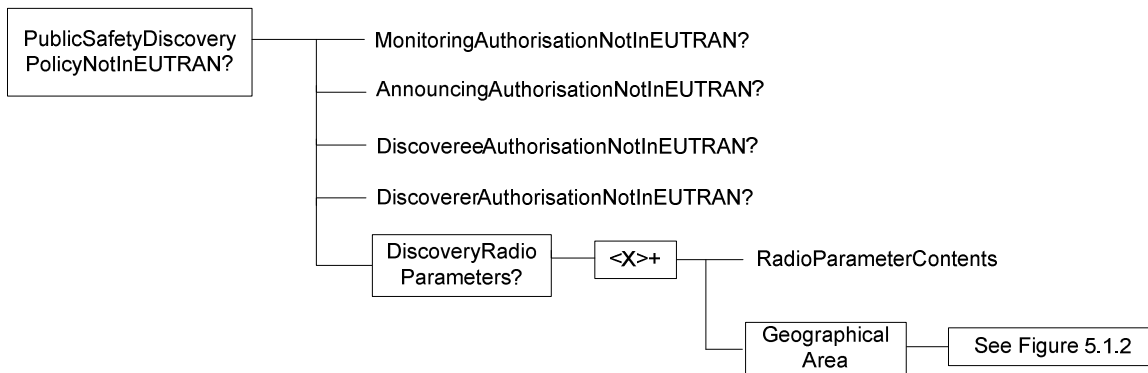 PublicSafetyDiscovery
PolicyNotInEUTRAN?
MonitoringAuthorisationNotInEUTRAN?
AnnouncingAuthorisationNotInEUTRAN?
DiscovereeAuthorisationNotInEUTRAN?
DiscovererAuthorisationNotInEUTRAN?
DiscoveryRadio
Parameters?
<X>+
RadioParameterContents
Geographical
Area
See Figure 5.1.2